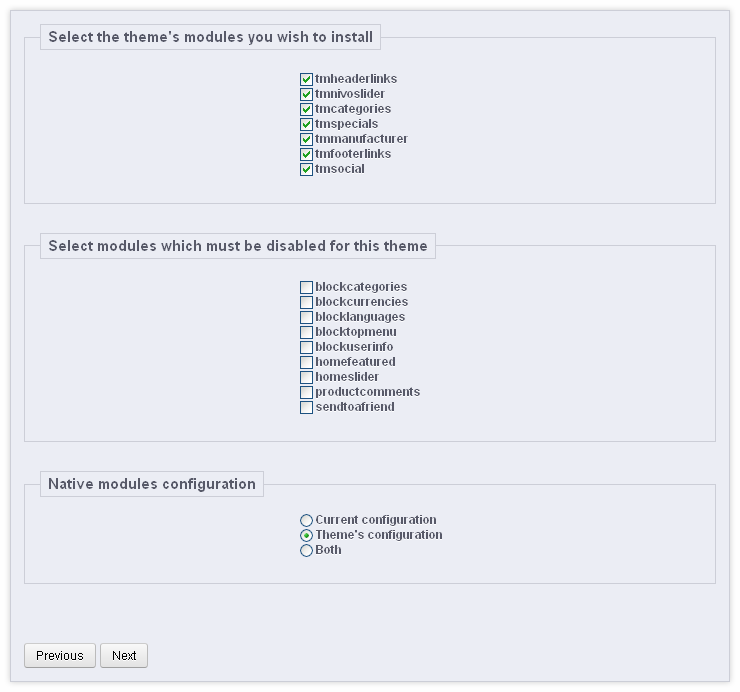 Select the theme's modules you wish to install
tmheaderlinks
tmnivoslider
tmcategories
tmspecials
tmmanufacturer
tmfooterlinks
tmsocial
Select modules which must be disabled for this theme
blockcategories
blockcurrencies
blocklanguages
blocktopmenu
blockuserinfo
homefeatured
homeslider
productcomments
sendtoafriend
Native modules configuration
Current configuration
Theme's configuration
Both
Previous Next